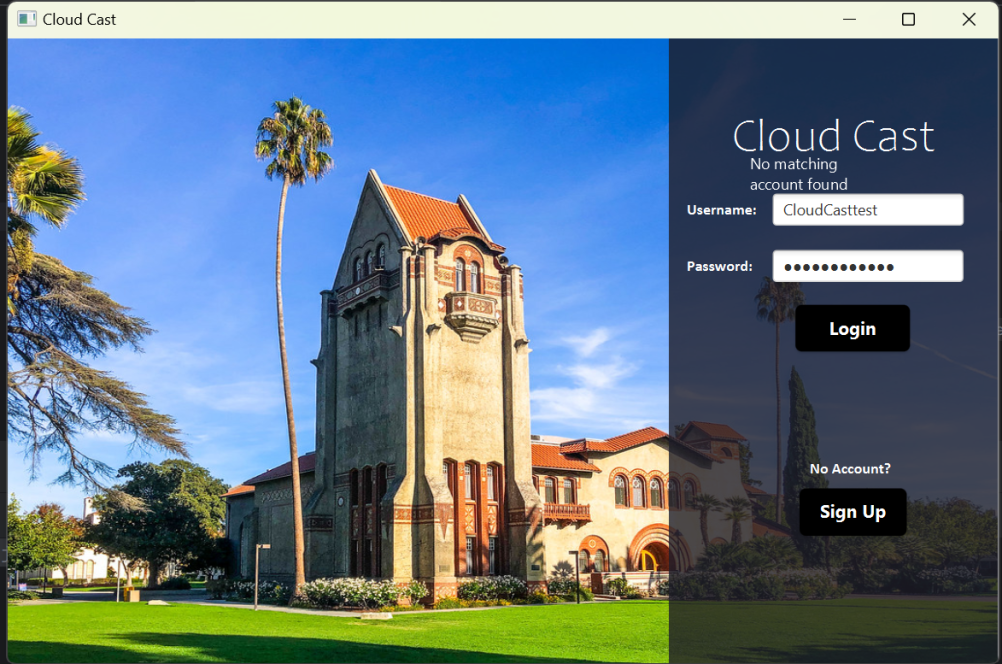 Cloud Cast
Cloud Cast
No matching
account found
Username: CloudCasttest
Password: ●●●●●●●●●●●●
Login
No Account?
Sign Up